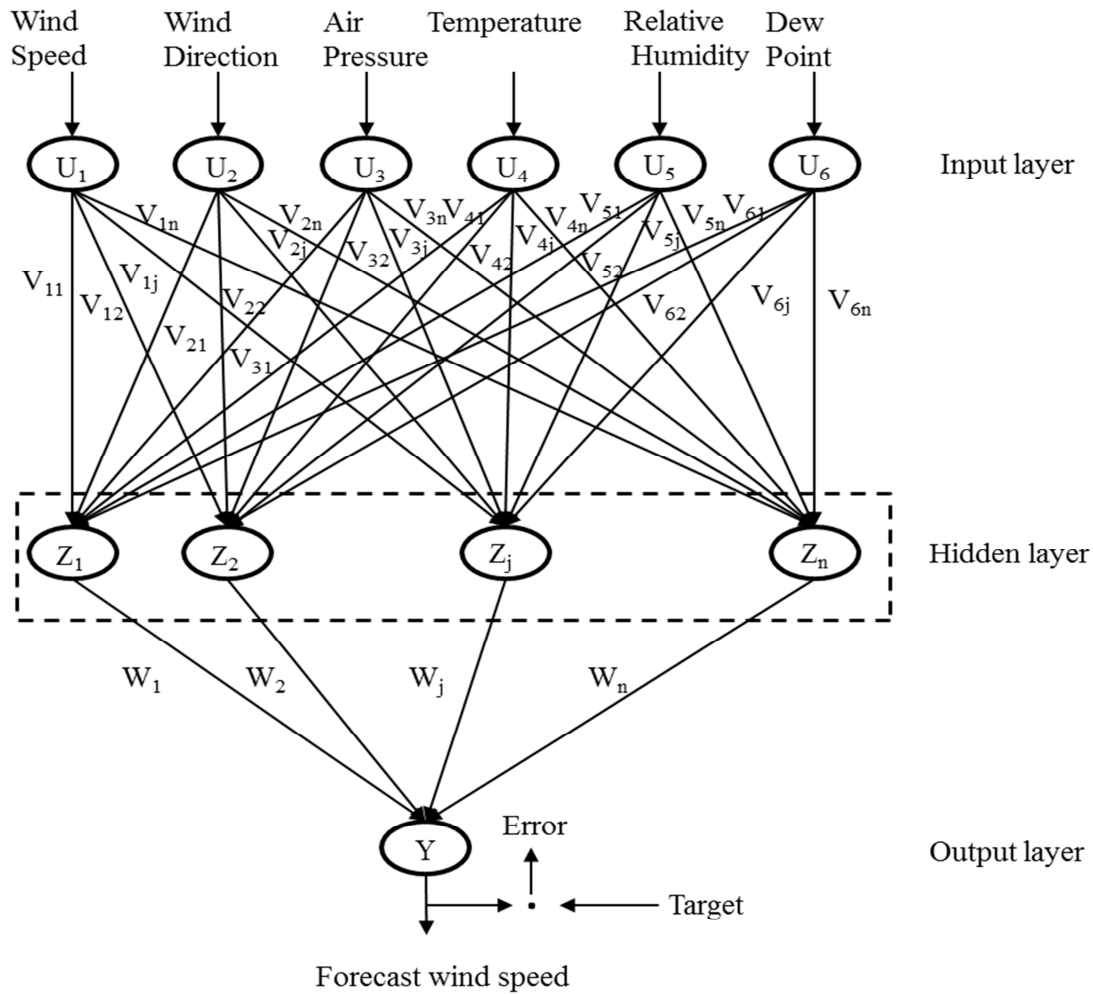 Wind Speed
Wind Direction
Air Pressure
Temperature
Relative Humidity
Dew Point
U₁ U₂ U₃ U₄ U₅ U₆
Input layer
V₁ₙ V₂ₙ V₃ₙ V₄₁ V₄ₙ V₅₁ V₅ₙ V₆₁
V₂ⱼ V₃₂ V₃ⱼ V₄₂ V₄ⱼ V₅₂ V₅ⱼ
V₁₁ V₁₂ V₁ⱼ V₂₁ V₂₂ V₃₁ V₆₂ V₆ⱼ V₆ₙ
Z₁ Z₂ Zⱼ Zₙ
Hidden layer
W₁ W₂ Wⱼ Wₙ
Y
Error
Output layer
Target
Forecast wind speed